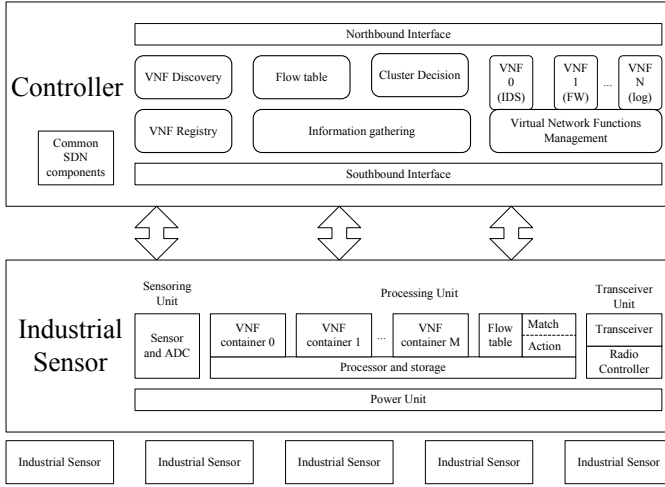 Northbound Interface
Controller
VNF Discovery
Flow table
Cluster Decision
VNF
0
(IDS)
VNF
1
(FW)
...
VNF
N
(log)
VNF Registry
Information gathering
Virtual Network Functions
Management
Common
SDN
components
Southbound Interface
Industrial
Sensor
Sensoring
Unit
Processing Unit
Transceiver
Unit
Sensor
and ADC
VNF
container 0
VNF
container 1
...
VNF
container M
Flow
table
Match
Action
Transceiver
Radio
Controller
Processor and storage
Power Unit
Industrial Sensor
Industrial Sensor
Industrial Sensor
Industrial Sensor
Industrial Sensor